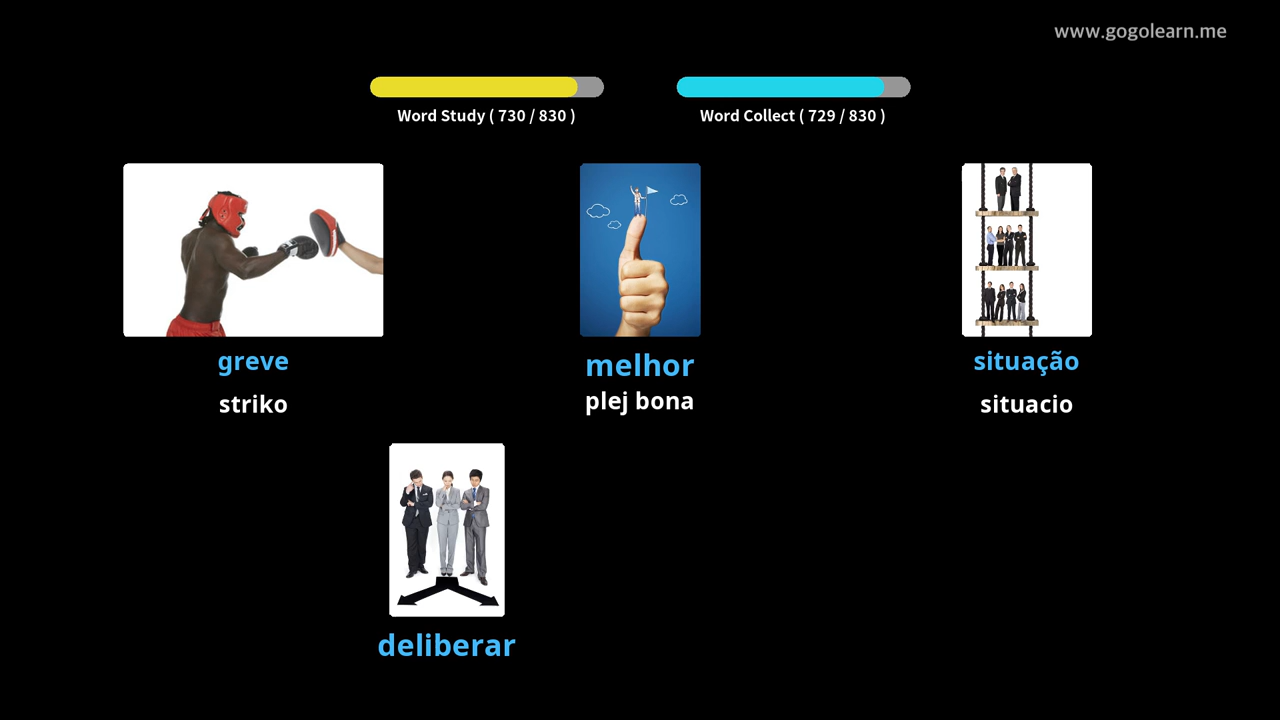 www.gogolearn.me
Word Study ( 730 / 830 )
Word Collect ( 729 / 830 )
greve
striko
melhor
plej bona
situação
situacio
deliberar